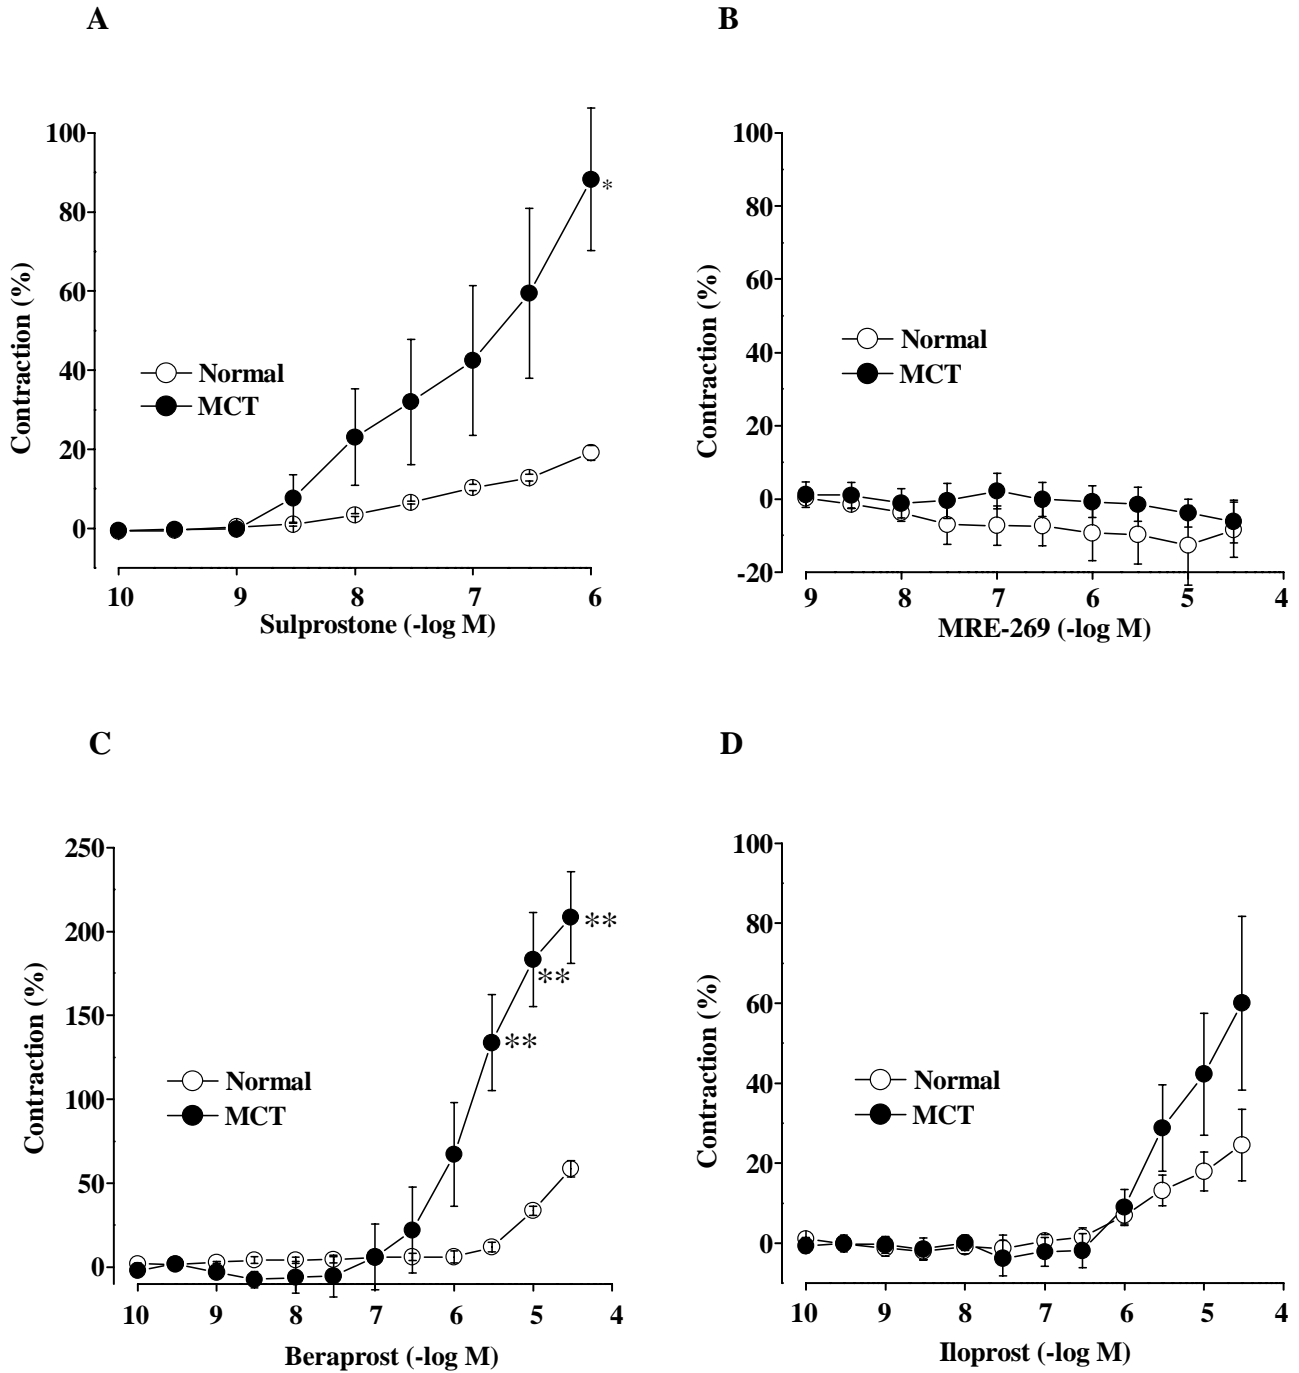 A
100
80
60
40
20
0
Contraction (%)
Normal
MCT
*
10 9 8 7 6
Sulprostone (-log M)
B
100
80
60
40
20
0
-20
Contraction (%)
Normal
MCT
9 8 7 6 5 4
MRE-269 (-log M)
C
250
200
150
100
50
0
Contraction (%)
Normal
MCT
**
**
**
10 9 8 7 6 5 4
Beraprost (-log M)
D
100
80
60
40
20
0
Contraction (%)
Normal
MCT
10 9 8 7 6 5 4
Iloprost (-log M)